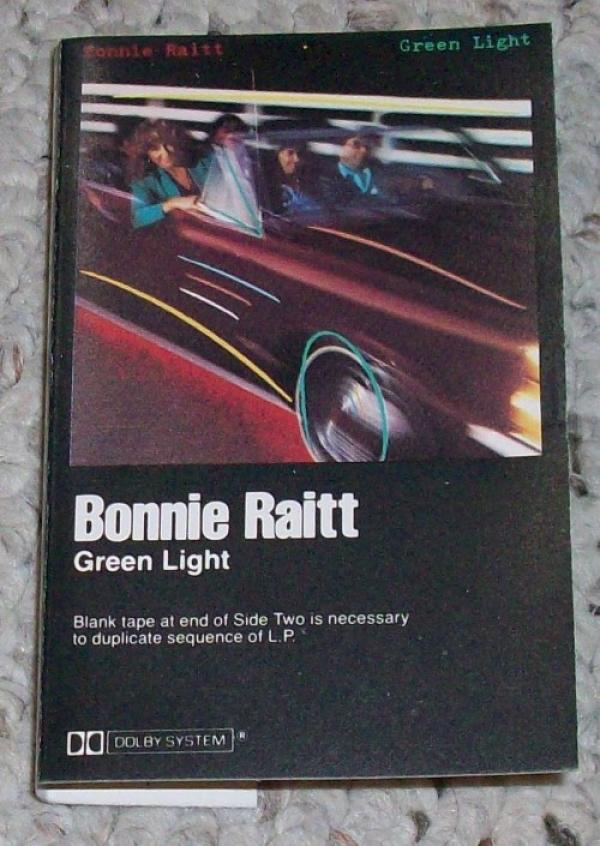 Bonnie Raitt
Green Light
Bonnie Raitt
Green Light
Blank tape at end of Side Two is necessary
to duplicate sequence of L.P.
DOLBY SYSTEM ®